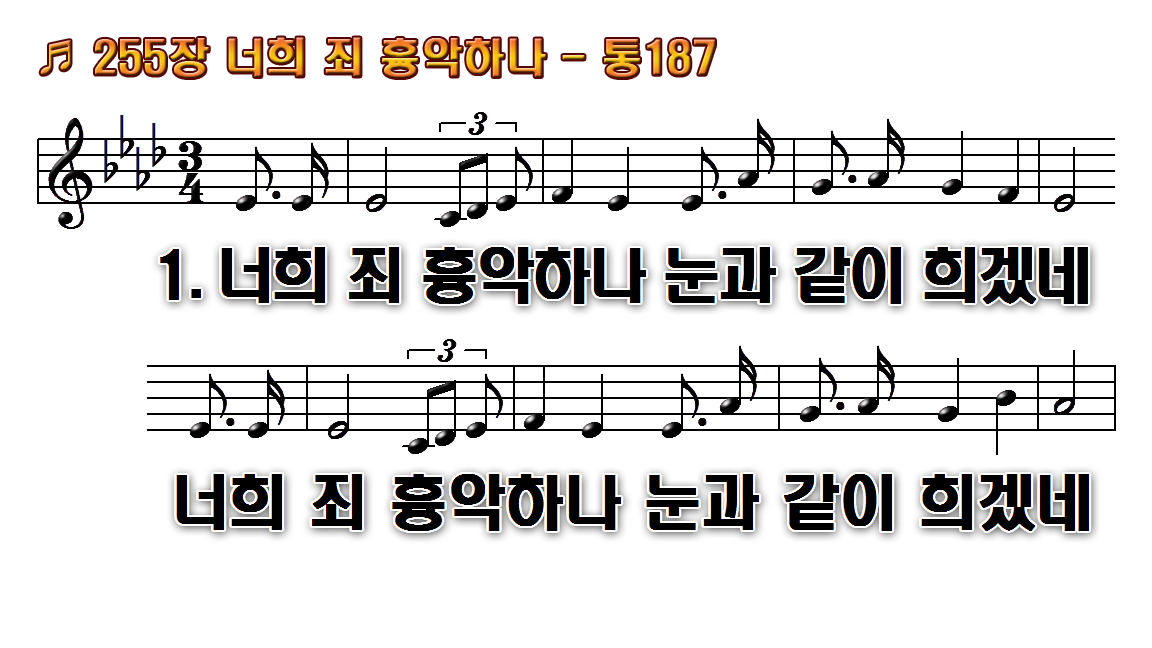 ♬ 255장 너희 죄 흉악하나 - 통187
3
3
4
1. 너희 죄 흉악하나 눈과 같이 희겠네
3
너희 죄 흉악하나 눈과 같이 희겠네